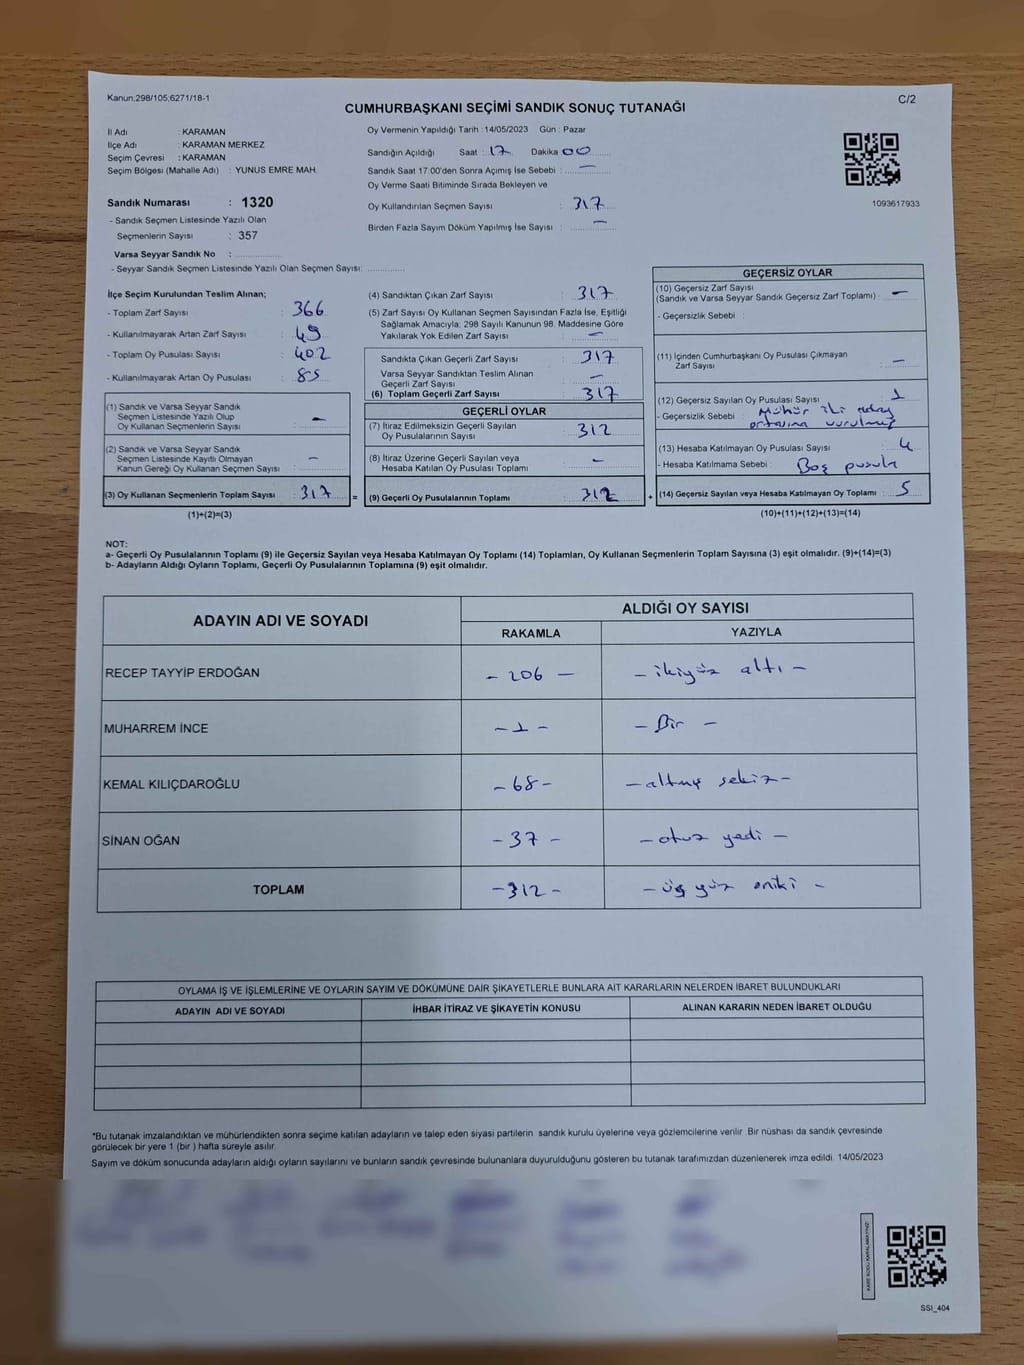 Kanun;298/105;6271/18-1
C/2
CUMHURBAŞKANI SEÇİMİ SANDIK SONUÇ TUTANAĞI
İl Adı : KARAMAN
İlçe Adı : KARAMAN MERKEZ
Seçim Çevresi : KARAMAN
Seçim Bölgesi (Mahalle Adı) : YUNUS EMRE MAH.
Sandık Numarası : 1320
- Sandık Seçmen Listesinde Yazılı Olan
Seçmenlerin Sayısı : 357
Varsa Seyyar Sandık No :
- Seyyar Sandık Seçmen Listesinde Yazılı Olan Seçmen Sayısı:
Oy Vermenin Yapıldığı Tarih : 14/05/2023 Gün : Pazar
Sandığın Açıldığı Saat : 17 Dakika 00
Sandık Saat 17:00'den Sonra Açımış İse Sebebi : —
Oy Verme Saati Bitiminde Sırada Bekleyen ve
Oy Kullandırılan Seçmen Sayısı : 317
Birden Fazla Sayım Döküm Yapılmış İse Sayısı : —
1093617933
İlçe Seçim Kurulundan Teslim Alınan;
- Toplam Zarf Sayısı : 366
- Kullanılmayarak Artan Zarf Sayısı : 49
- Toplam Oy Pusulası Sayısı : 402
- Kullanılmayarak Artan Oy Pusulası : 85
(1) Sandık ve Varsa Seyyar Sandık
Seçmen Listesinde Yazılı Olup
Oy Kullanan Seçmenlerin Sayısı : —
(2) Sandık ve Varsa Seyyar Sandık
Seçmen Listesinde Kayıtlı Olmayan
Kanun Gereği Oy Kullanan Seçmen Sayısı : —
(3) Oy Kullanan Seçmenlerin Toplam Sayısı : 317
(1)+(2)=(3)
(4) Sandıktan Çıkan Zarf Sayısı : 317
(5) Zarf Sayısı Oy Kullanan Seçmen Sayısından Fazla İse, Eşitliği
Sağlamak Amacıyla; 298 Sayılı Kanunun 98. Maddesine Göre
Yakılarak Yok Edilen Zarf Sayısı : —
Sandıkta Çıkan Geçerli Zarf Sayısı : 317
Varsa Seyyar Sandıktan Teslim Alınan
Geçerli Zarf Sayısı : —
(6) Toplam Geçerli Zarf Sayısı : 317
GEÇERLİ OYLAR
(7) İtiraz Edilmeksizin Geçerli Sayılan
Oy Pusulalarının Sayısı : 312
(8) İtiraz Üzerine Geçerli Sayılan veya
Hesaba Katılan Oy Pusulası Toplamı : —
= (9) Geçerli Oy Pusulalarının Toplamı : 312
GEÇERSİZ OYLAR
(10) Geçersiz Zarf Sayısı
(Sandık ve Varsa Seyyar Sandık Geçersiz Zarf Toplamı) : —
- Geçersizlik Sebebi :
(11) İçinden Cumhurbaşkanı Oy Pusulası Çıkmayan
Zarf Sayısı : —
(12) Geçersiz Sayılan Oy Pusulası Sayısı : 1
- Geçersizlik Sebebi : Mühür iki aday
ortasına vurulmuş
(13) Hesaba Katılmayan Oy Pusulası Sayısı : 4
- Hesaba Katılmama Sebebi : Boş pusula
+ (14) Geçersiz Sayılan veya Hesaba Katılmayan Oy Toplamı : 5
(10)+(11)+(12)+(13)=(14)
NOT:
a- Geçerli Oy Pusulalarının Toplamı (9) ile Geçersiz Sayılan veya Hesaba Katılmayan Oy Toplamı (14) Toplamları, Oy Kullanan Seçmenlerin Toplam Sayısına (3) eşit olmalıdır. (9)+(14)=(3)
b- Adayların Aldığı Oyların Toplamı, Geçerli Oy Pusulalarının Toplamına (9) eşit olmalıdır.
ADAYIN ADI VE SOYADI
ALDIĞI OY SAYISI
RAKAMLA YAZIYLA
RECEP TAYYİP ERDOĞAN - 206 — - ikiyüz altı -
MUHARREM İNCE - 1 - - Bir -
KEMAL KILIÇDAROĞLU - 68 - - altmış sekiz -
SİNAN OĞAN - 37 - - otuz yedi -
TOPLAM - 312 - - üç yüz oniki -
OYLAMA İŞ VE İŞLEMLERİNE VE OYLARIN SAYIM VE DÖKÜMÜNE DAİR ŞİKAYETLERLE BUNLARA AİT KARARLARIN NELERDEN İBARET BULUNDUKLARI
ADAYIN ADI VE SOYADI İHBAR İTİRAZ VE ŞİKAYETİN KONUSU ALINAN KARARIN NEDEN İBARET OLDUĞU
*Bu tutanak imzalandıktan ve mühürlendikten sonra seçime katılan adayların ve talep eden siyasi partilerin sandık kurulu üyelerine veya gözlemcilerine verilir. Bir nüshası da sandık çevresinde
görülecek bir yere 1 (bir ) hafta süreyle asılır.
Sayım ve döküm sonucunda adayların aldığı oyların sayılarını ve bunların sandık çevresinde bulunanlara duyurulduğunu gösteren bu tutanak tarafımızdan düzenlenerek imza edildi. 14/05/2023
KARE KODU KARALAMAYINIZ!
SSI_404